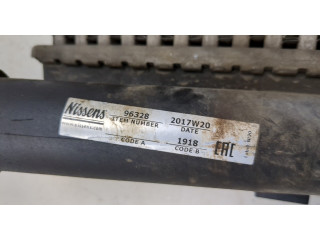 Nissens
96328 2017W20
ITEM NUMBER DATE
1918
CODE A CODE B
EAC